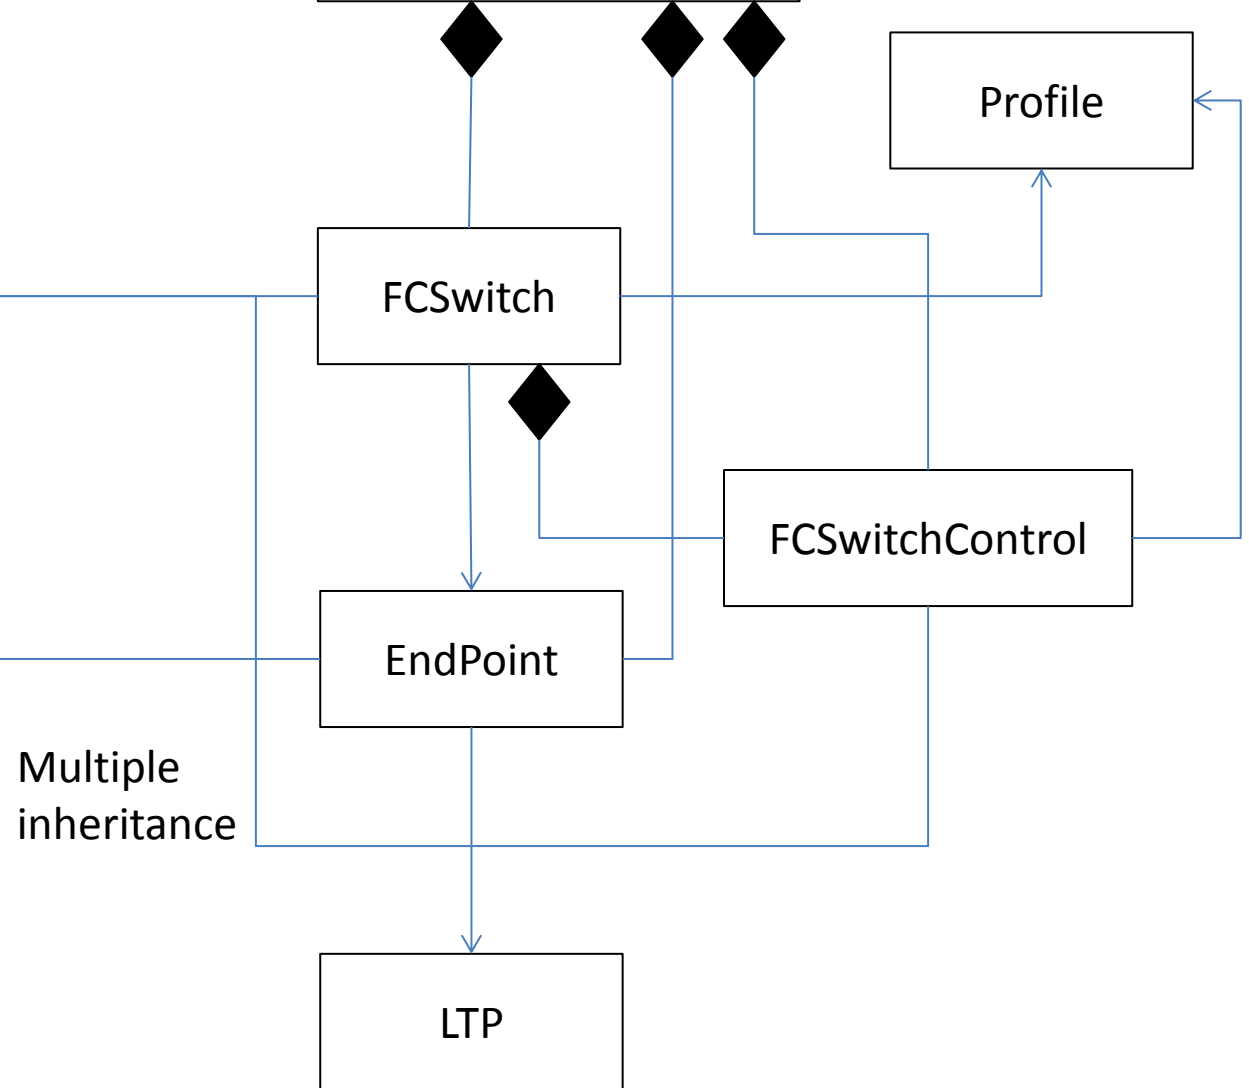 Profile
FCSwitch
FCSwitchControl
EndPoint
Multiple
inheritance
LTP